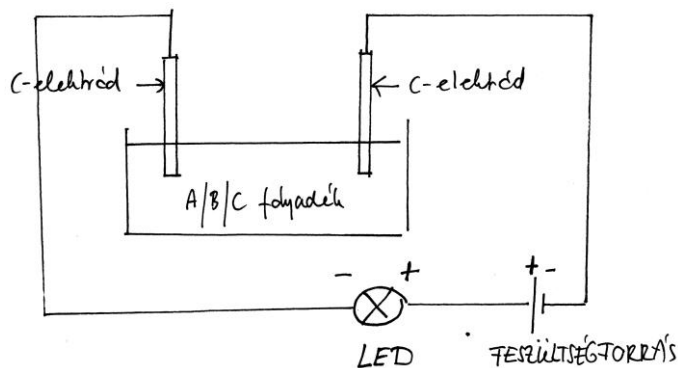 C-elektród
C-elektród
A/B/C folyadék
- +
+ -
LED
FESZÜLTSÉGFORRÁS